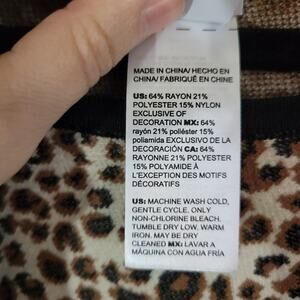 MADE IN CHINA/ HECHO EN
CHINA/ FABRIQUÉ EN CHINE
US: 64% RAYON 21%
POLYESTER 15% NYLON
EXCLUSIVE OF
DECORATION MX: 64%
rayón 21% poliéster 15%
poliamida EXCLUSIVO DE LA
DECORACIÓN CA: 64%
RAYONNE 21% POLYESTER
15% POLYAMIDE À
L'EXCEPTION DES MOTIFS
DÉCORATIFS
US: MACHINE WASH COLD,
GENTLE CYCLE. ONLY
NON-CHLORINE BLEACH.
TUMBLE DRY LOW, WARM
IRON. MAY BE DRY
CLEANED MX: LAVAR A
MÁQUINA CON AGUA FRÍA